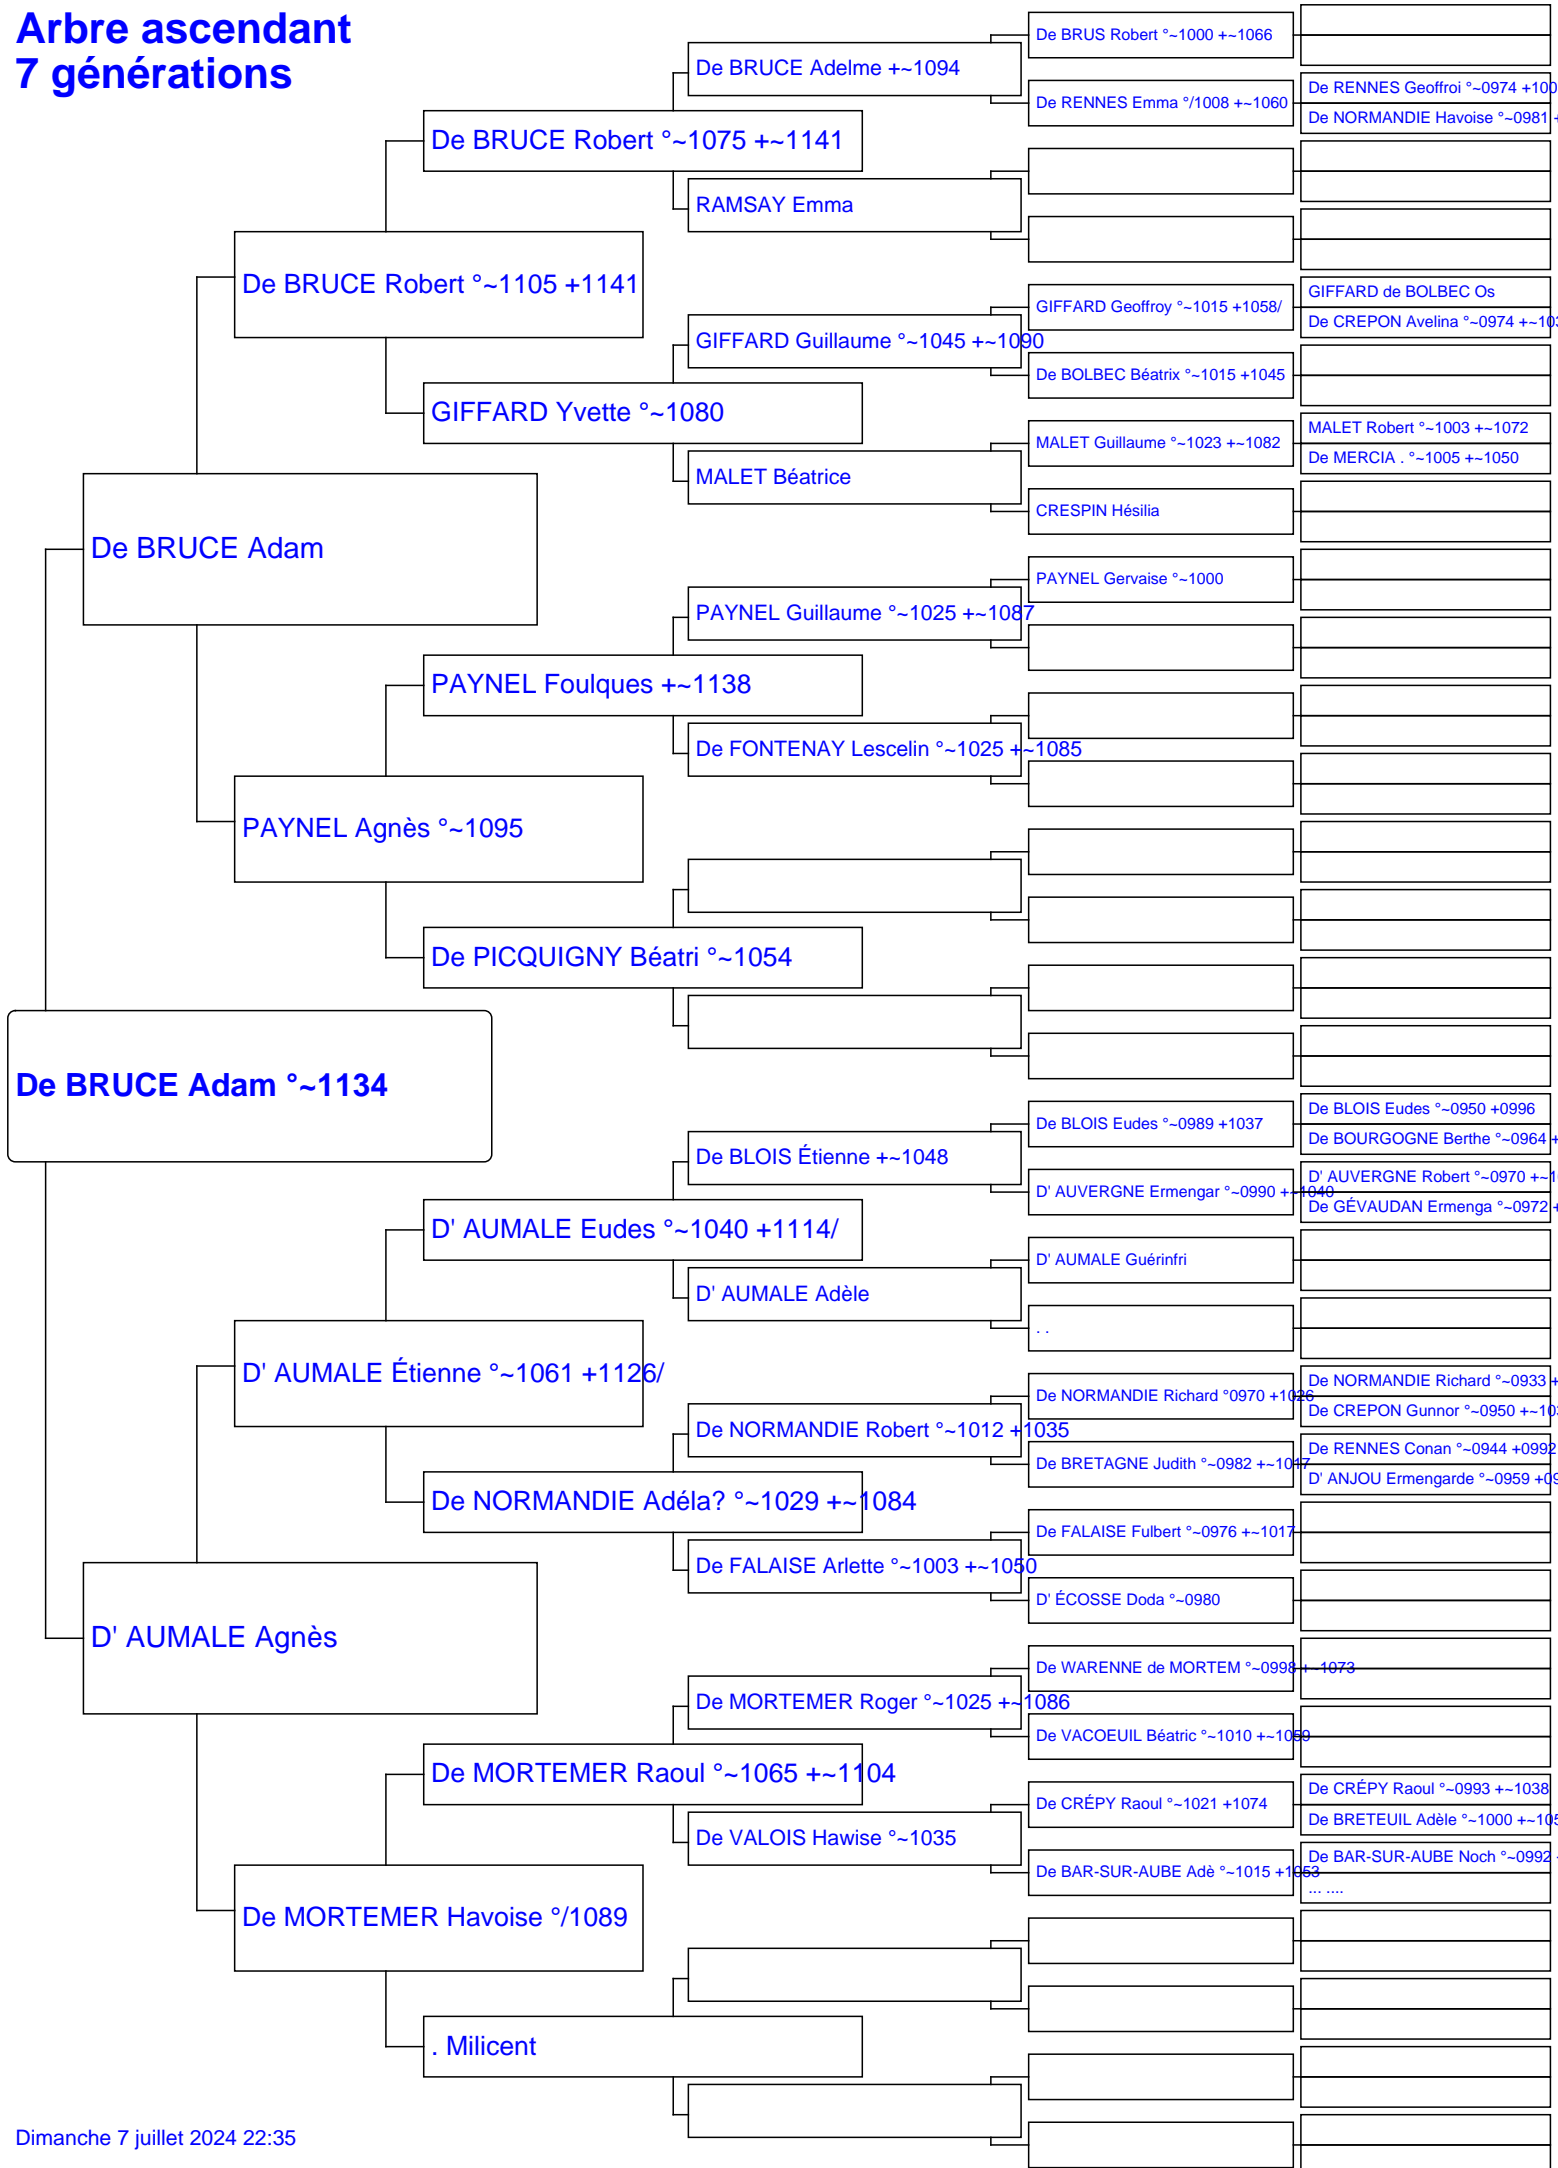 Arbre ascendant
7 générations
De BRUS Robert °~1000 +~1066
De BRUCE Adelme +~1094
De RENNES Geoffroi °~0974 +100
De RENNES Emma °/1008 +~1060
De NORMANDIE Havoise °~0981 +
De BRUCE Robert °~1075 +~1141
RAMSAY Emma
De BRUCE Robert °~1105 +1141
GIFFARD de BOLBEC Os
GIFFARD Geoffroy °~1015 +1058/
De CREPON Avelina °~0974 +~103
GIFFARD Guillaume °~1045 +~1090
De BOLBEC Béatrix °~1015 +1045
GIFFARD Yvette °~1080
MALET Robert °~1003 +~1072
MALET Guillaume °~1023 +~1082
De MERCIA . °~1005 +~1050
MALET Béatrice
CRESPIN Hésilia
De BRUCE Adam
PAYNEL Gervaise °~1000
PAYNEL Guillaume °~1025 +~1087
PAYNEL Foulques +~1138
De FONTENAY Lescelin °~1025 +~1085
PAYNEL Agnès °~1095
De PICQUIGNY Béatri °~1054
De BRUCE Adam °~1134
De BLOIS Eudes °~0950 +0996
De BLOIS Eudes °~0989 +1037
De BOURGOGNE Berthe °~0964 +
De BLOIS Étienne +~1048
D' AUVERGNE Robert °~0970 +~1
D' AUVERGNE Ermengar °~0990 +~1040
De GÉVAUDAN Ermenga °~0972 +
D' AUMALE Eudes °~1040 +1114/
D' AUMALE Guérinfri
D' AUMALE Adèle
. .
D' AUMALE Étienne °~1061 +1126/
De NORMANDIE Richard °~0933 +
De NORMANDIE Richard °0970 +1026
De CREPON Gunnor °~0950 +~103
De NORMANDIE Robert °~1012 +1035
De RENNES Conan °~0944 +0992
De BRETAGNE Judith °~0982 +~1017
D' ANJOU Ermengarde °~0959 +09
De NORMANDIE Adéla? °~1029 +~1084
De FALAISE Fulbert °~0976 +~1017
De FALAISE Arlette °~1003 +~1050
D' ÉCOSSE Doda °~0980
D' AUMALE Agnès
De WARENNE de MORTEM °~0998 +~1073
De MORTEMER Roger °~1025 +~1086
De VACOEUIL Béatric °~1010 +~1059
De MORTEMER Raoul °~1065 +~1104
De CRÉPY Raoul °~0993 +~1038
De CRÉPY Raoul °~1021 +1074
De BRETEUIL Adèle °~1000 +~105
De VALOIS Hawise °~1035
De BAR-SUR-AUBE Noch °~0992
De BAR-SUR-AUBE Adè °~1015 +1053
... ....
De MORTEMER Havoise °/1089
. Milicent
Dimanche 7 juillet 2024 22:35